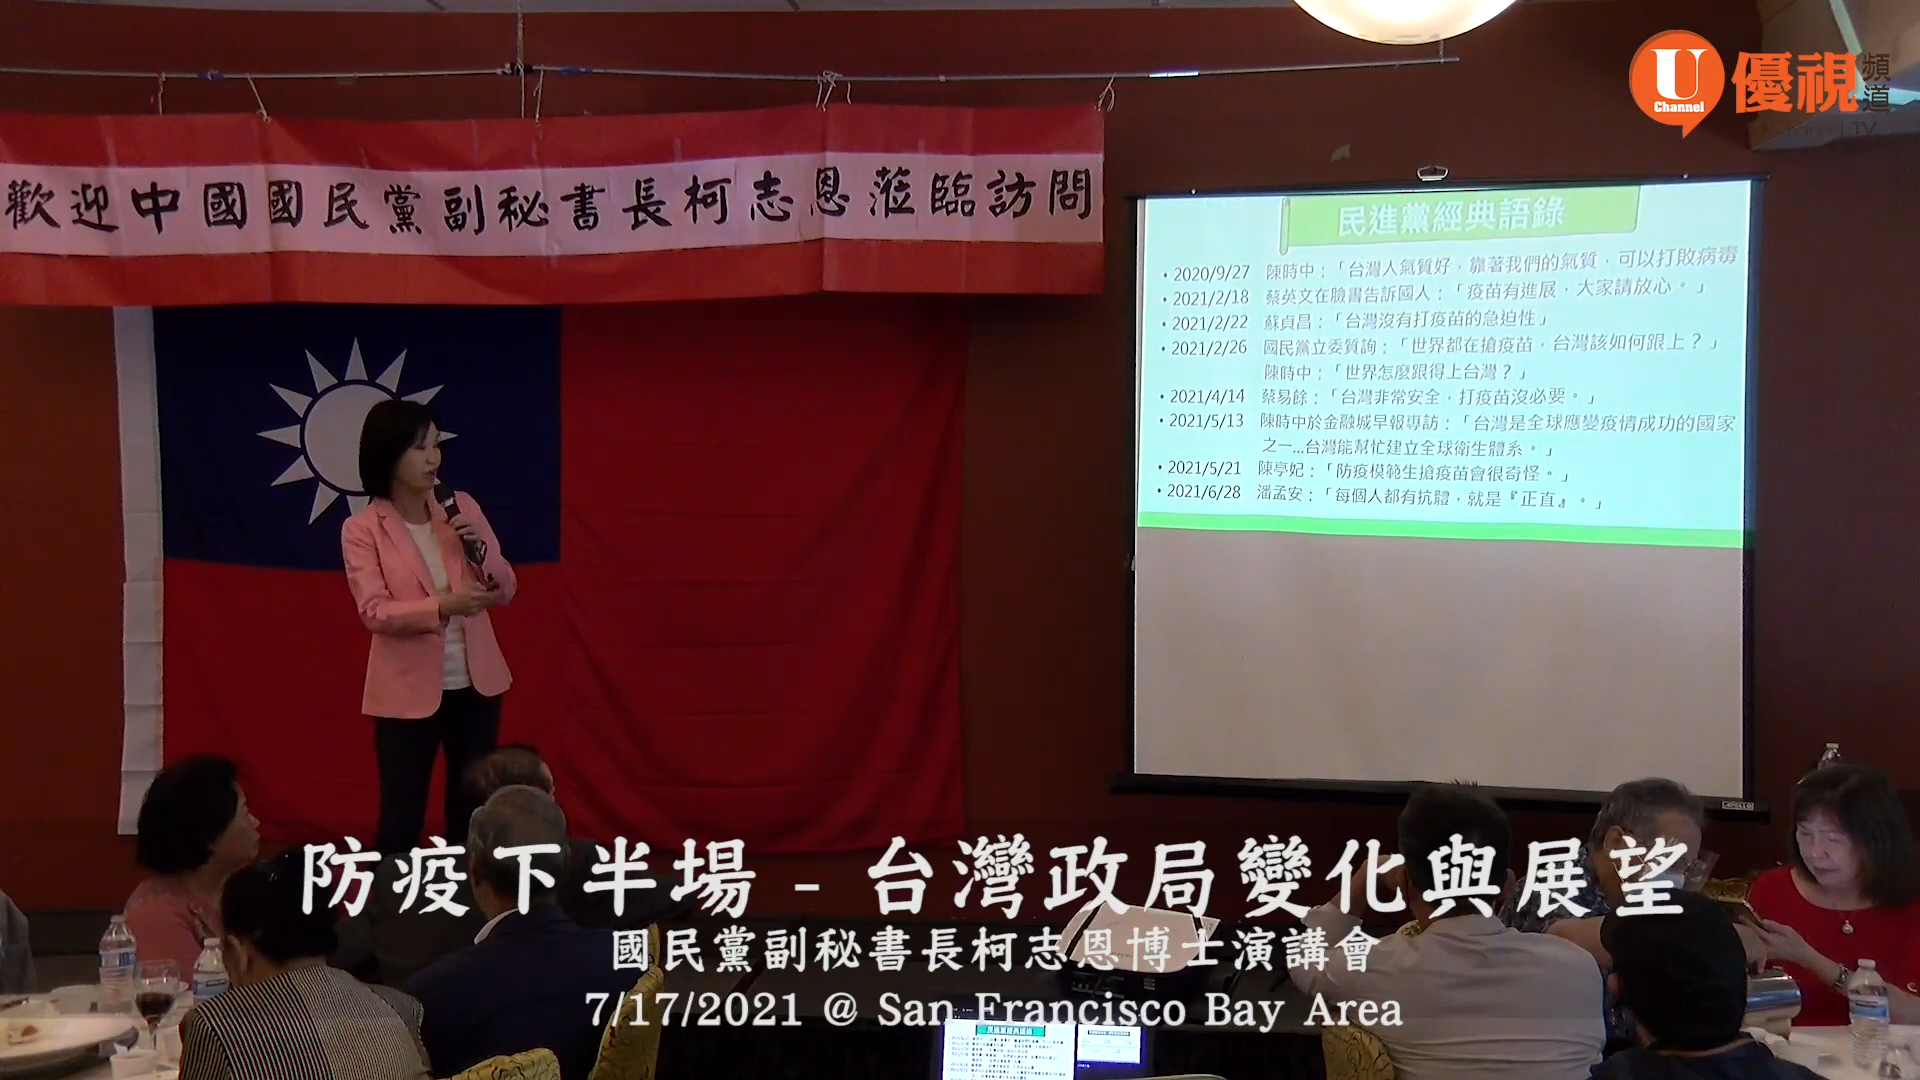 U
Channel
優視
頻道
歡迎中國國民黨副秘書長柯志恩蒞臨訪問
民進黨經典語錄
• 2020/9/27 陳時中：「台灣人氣質好，靠著我們的氣質，可以打敗病毒
• 2021/2/18 蔡英文在臉書告訴國人：「疫苗有進展，大家請放心。」
• 2021/2/22 蘇貞昌：「台灣沒有打疫苗的急迫性」
• 2021/2/26 國民黨立委質詢：「世界都在搶疫苗，台灣該如何跟上？」
陳時中：「世界怎麼跟得上台灣？」
• 2021/4/14 蔡易餘：「台灣非常安全，打疫苗沒必要。」
• 2021/5/13 陳時中於金融城早報專訪：「台灣是全球應變疫情成功的國家
之一...台灣能幫忙建立全球衛生體系。」
• 2021/5/21 陳亭妃：「防疫模範生搶疫苗會很奇怪。」
• 2021/6/28 潘孟安：「每個人都有抗體，就是『正直』。」
APOLLO
防疫下半場 - 台灣政局變化與展望
國民黨副秘書長柯志恩博士演講會
7/17/2021 @ San Francisco Bay Area
民進黨經典語錄